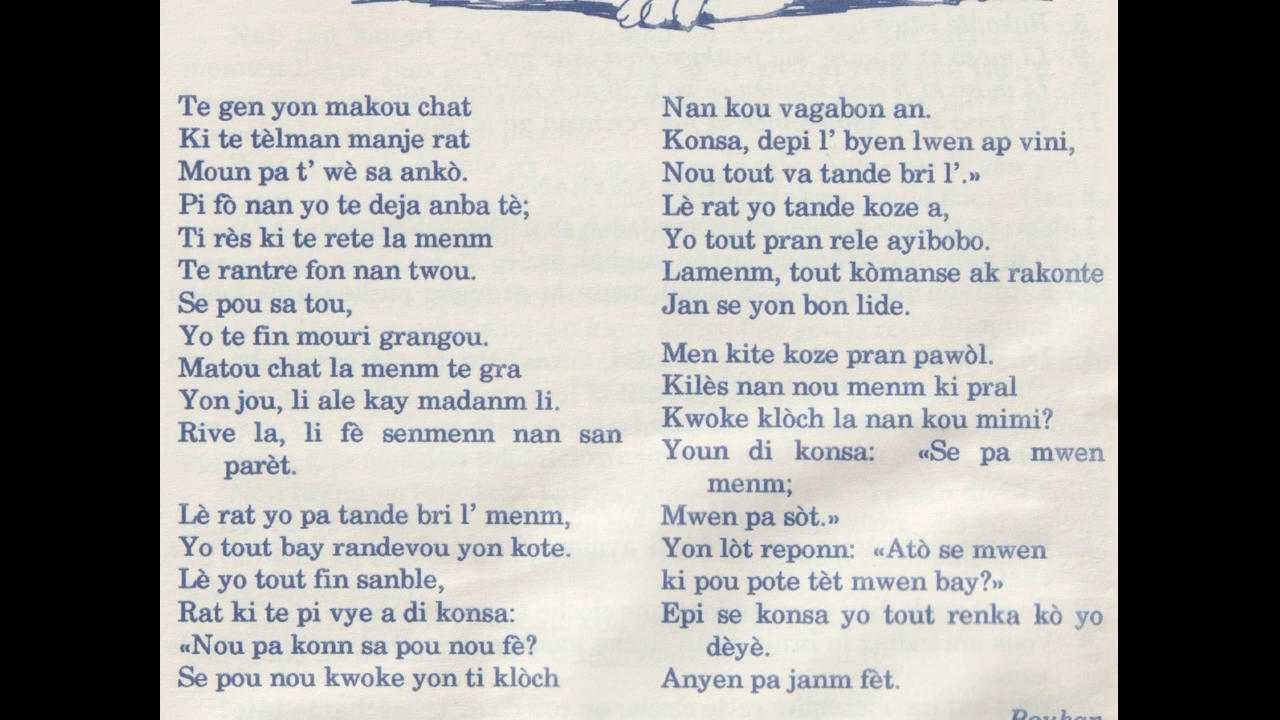 Te gen yon makou chat
Ki te tèlman manje rat
Moun pa t' wè sa ankò.
Pi fò nan yo te deja anba tè;
Ti rès ki te rete la menm
Te rantre fon nan twou.
Se pou sa tou,
Yo te fin mouri grangou.
Matou chat la menm te gra
Yon jou, li ale kay madanm li.
Rive la, li fè senmenn nan san
parèt.
Lè rat yo pa tande bri l' menm,
Yo tout bay randevou yon kote.
Lè yo tout fin sanble,
Rat ki te pi vye a di konsa:
«Nou pa konn sa pou nou fè?
Se pou nou kwoke yon ti klòch
Nan kou vagabon an.
Konsa, depi l' byen lwen ap vini,
Nou tout va tande bri l'.»
Lè rat yo tande koze a,
Yo tout pran rele ayibobo.
Lamenm, tout kòmanse ak rakonte
Jan se yon bon lide.
Men kite koze pran pawòl.
Kilès nan nou menm ki pral
Kwoke klòch la nan kou mimi?
Youn di konsa: «Se pa mwen
menm;
Mwen pa sòt.»
Yon lòt reponn: «Atò se mwen
ki pou pote tèt mwen bay?»
Epi se konsa yo tout renka kò yo
dèyè.
Anyen pa janm fèt.